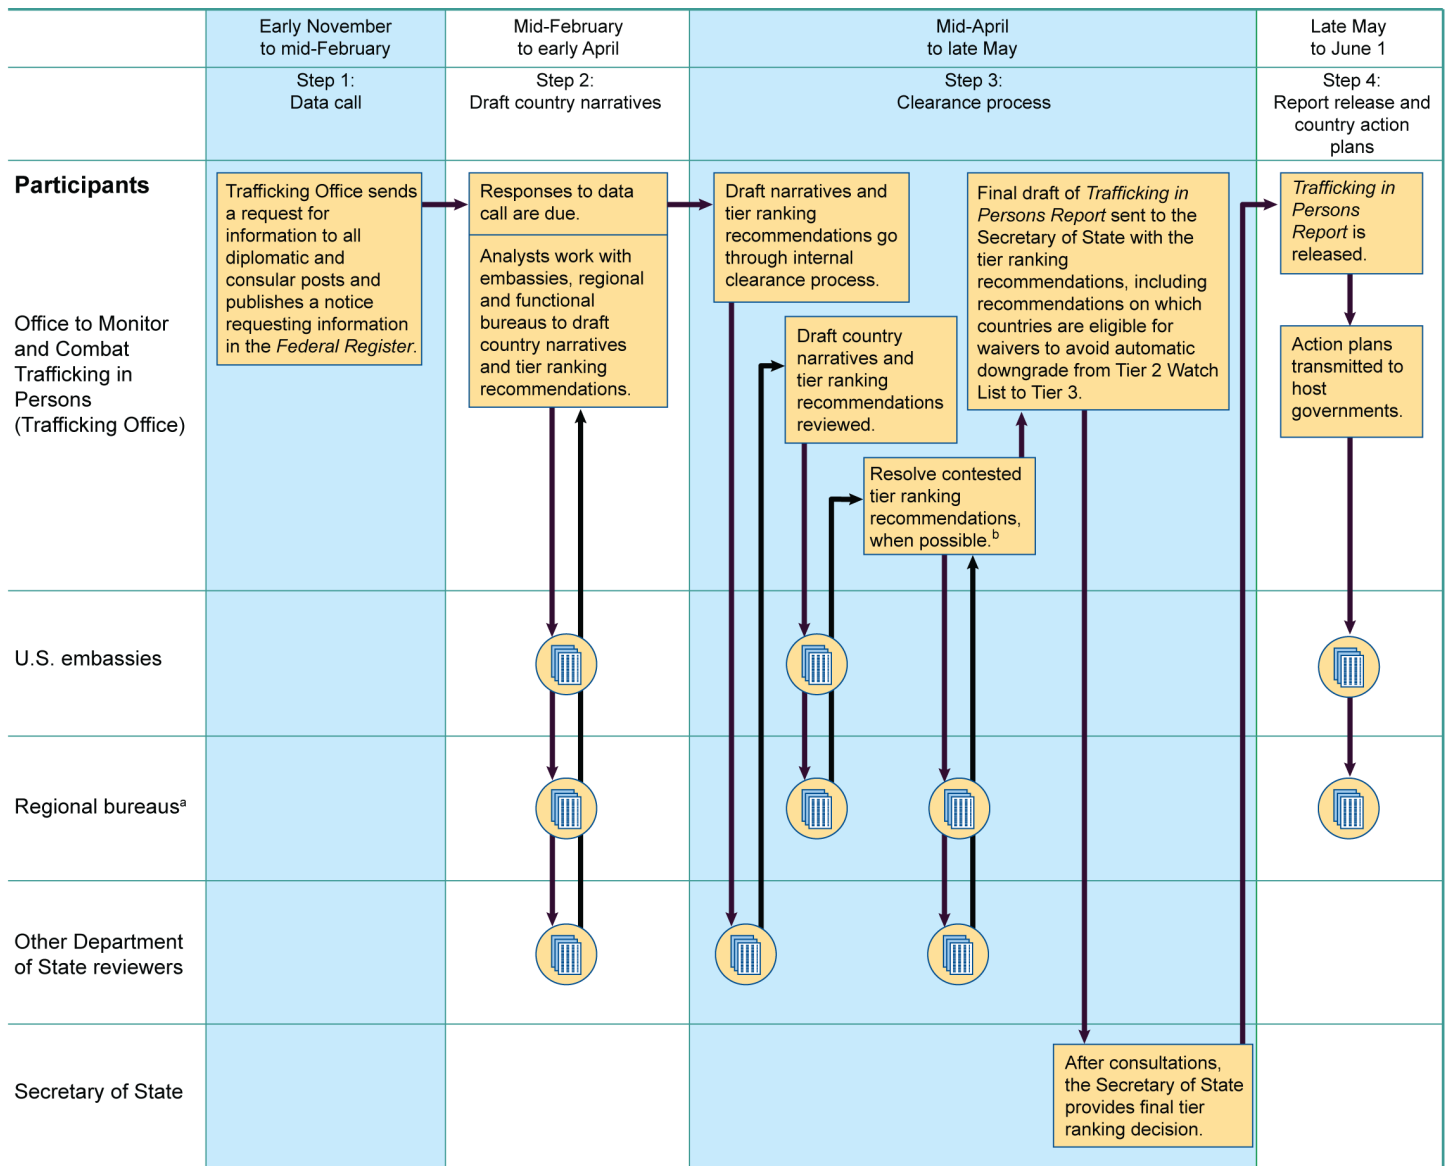 Early November
to mid-February
Mid-February
to early April
Mid-April
to late May
Late May
to June 1
Step 1:
Data call
Step 2:
Draft country narratives
Step 3:
Clearance process
Step 4:
Report release and
country action
plans
Participants
Office to Monitor
and Combat
Trafficking in
Persons
(Trafficking Office)
Trafficking Office sends
a request for
information to all
diplomatic and
consular posts and
publishes a notice
requesting information
in the Federal Register.
Responses to data
call are due.
Analysts work with
embassies, regional
and functional
bureaus to draft
country narratives
and tier ranking
recommendations.
Draft narratives and
tier ranking
recommendations go
through internal
clearance process.
Draft country
narratives and
tier ranking
recommendations
reviewed.
Resolve contested
tier ranking
recommendations,
when possible.b
Final draft of Trafficking in
Persons Report sent to the
Secretary of State with the
tier ranking
recommendations, including
recommendations on which
countries are eligible for
waivers to avoid automatic
downgrade from Tier 2 Watch
List to Tier 3.
Trafficking in
Persons
Report is
released.
Action plans
transmitted to
host
governments.
U.S. embassies
Regional bureausa
Other Department
of State reviewers
Secretary of State
After consultations,
the Secretary of State
provides final tier
ranking decision.